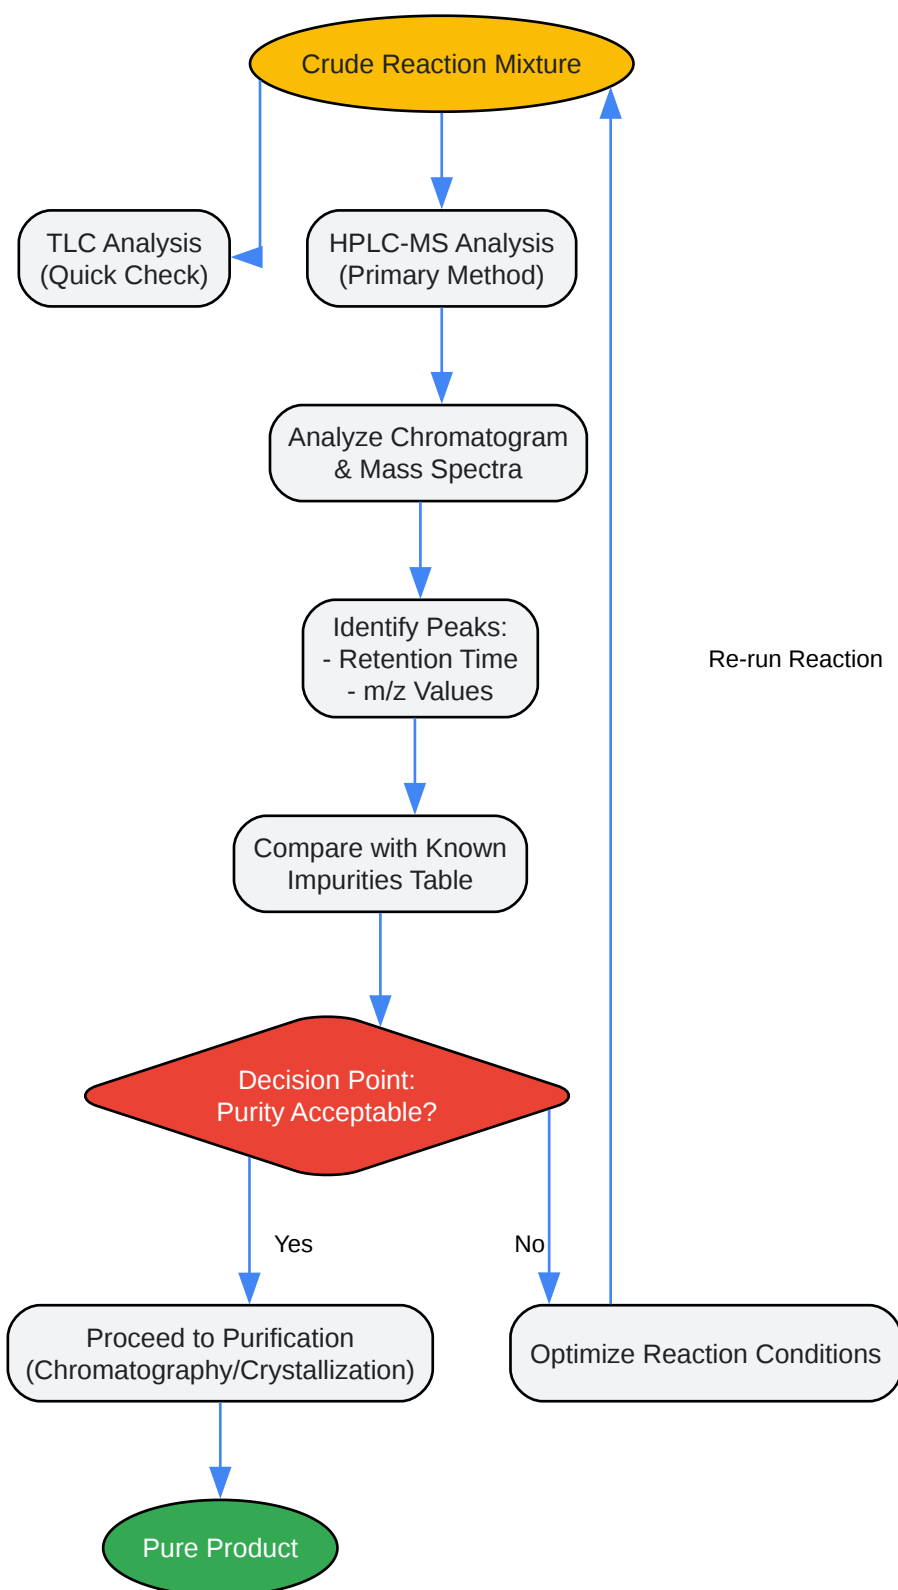 Crude Reaction Mixture
TLC Analysis
(Quick Check)
HPLC-MS Analysis
(Primary Method)
Analyze Chromatogram
& Mass Spectra
Identify Peaks:
- Retention Time
- m/z Values
Re-run Reaction
Compare with Known
Impurities Table
Decision Point:
Purity Acceptable?
Yes
No
Proceed to Purification
(Chromatography/Crystallization)
Optimize Reaction Conditions
Pure Product